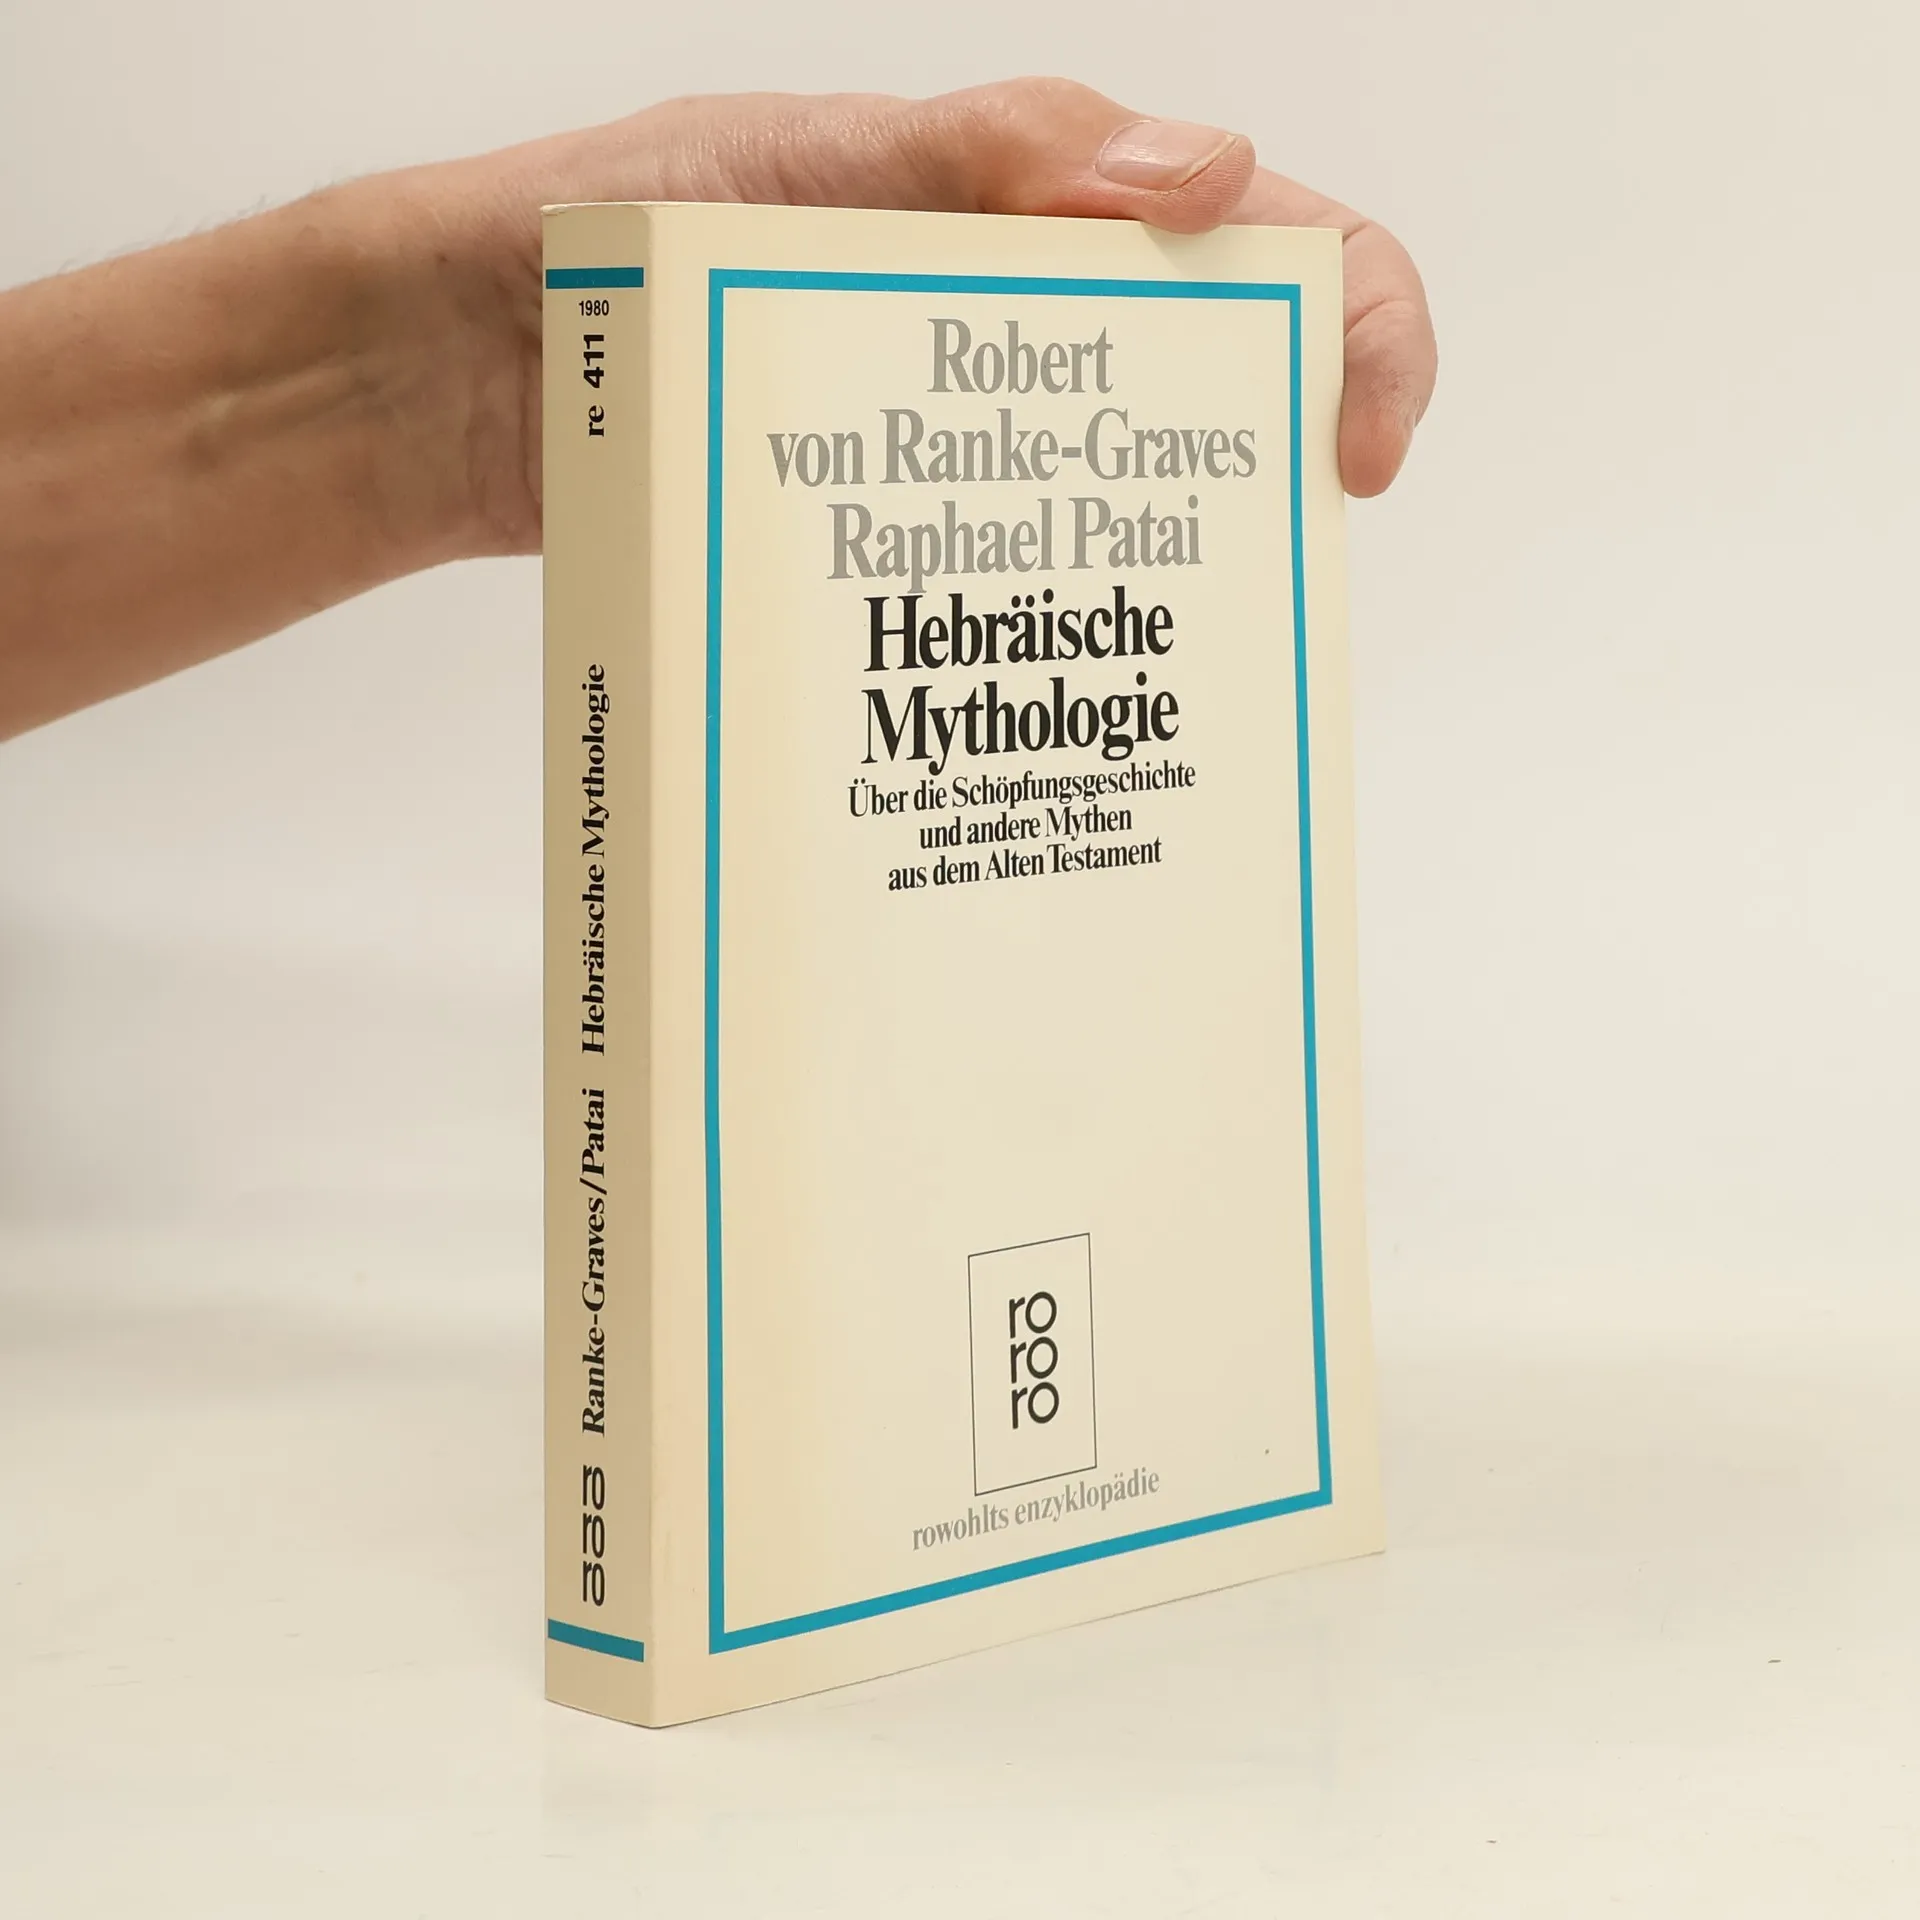 1980
re 411
Hebräische Mythologie
Ranke-Graves/Patai
ro ro ro
Robert
von Ranke-Graves
Raphael Patai
Hebräische
Mythologie
Über die Schöpfungsgeschichte
und andere Mythen
aus dem Alten Testament
ro
ro
ro
rowohlts enzyklopädie